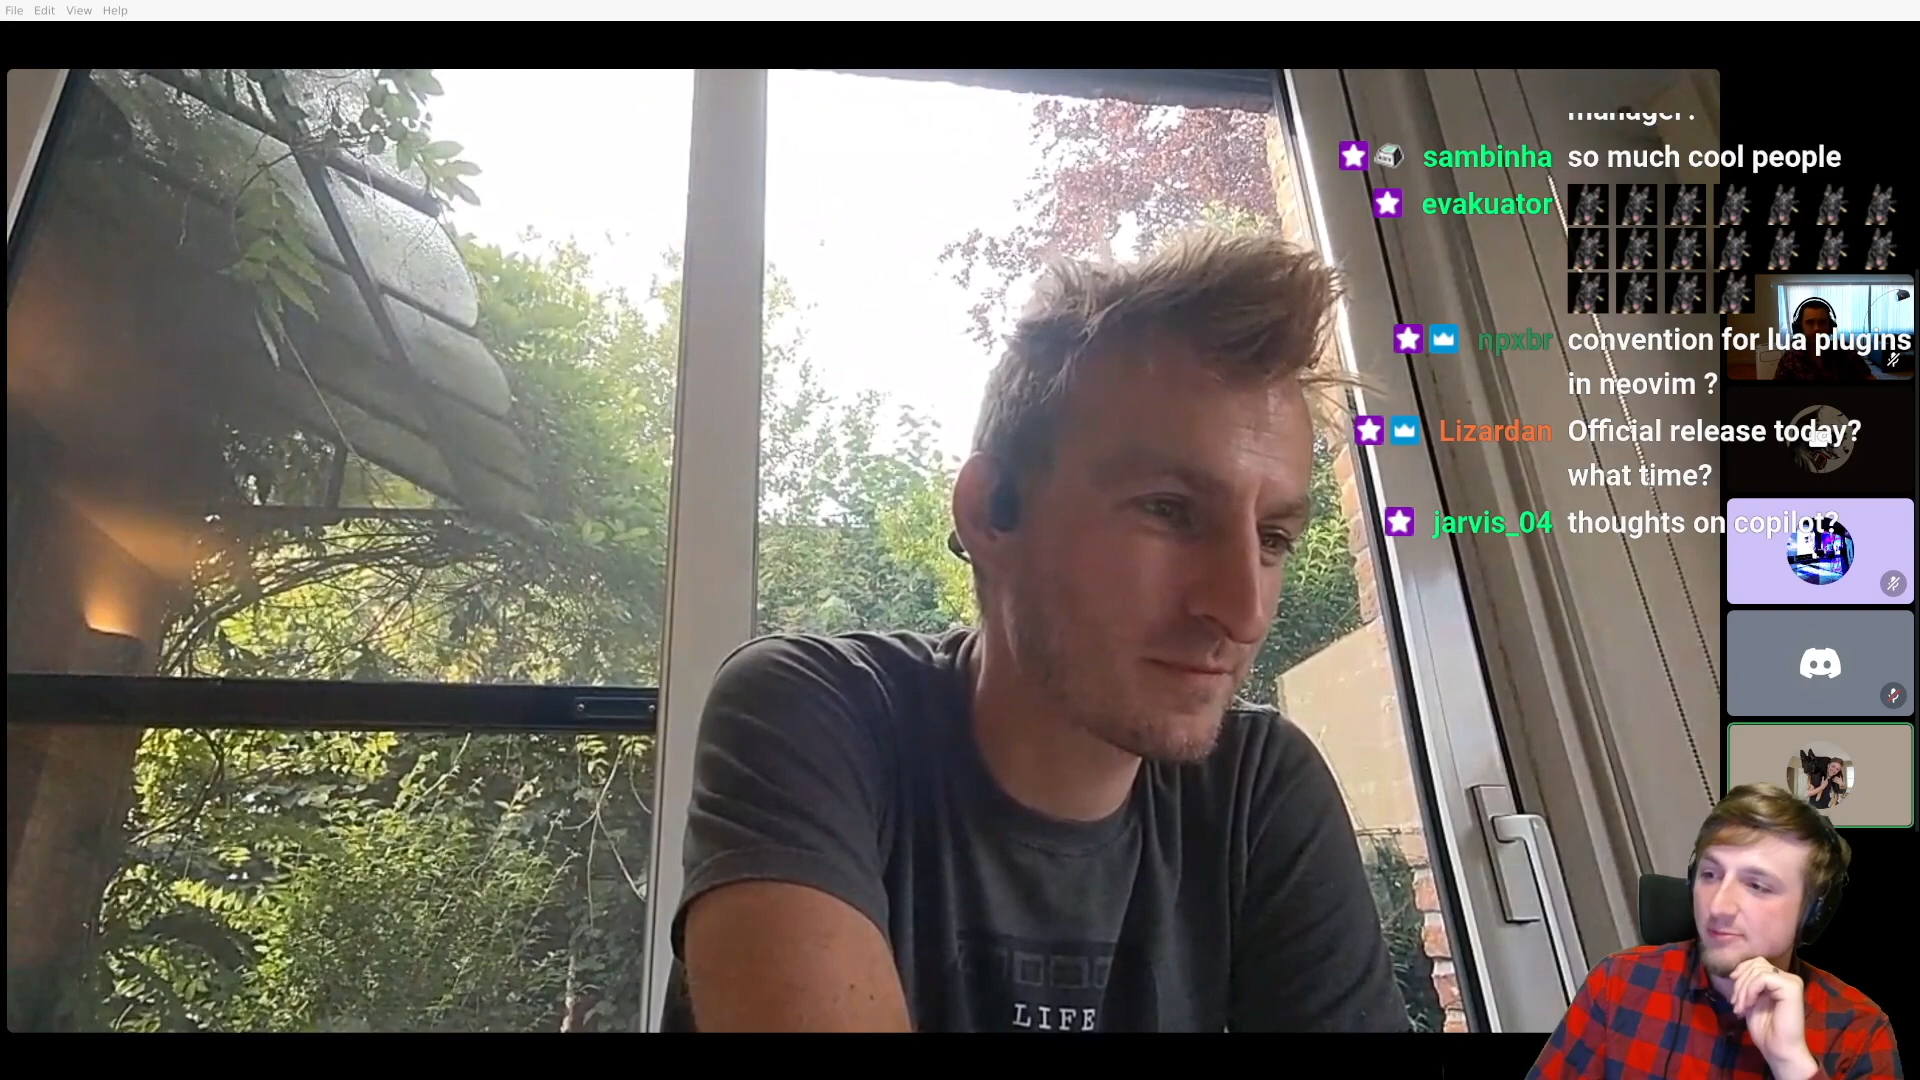 File Edit View Help
manager?
sambinha so much cool people
evakuator
npxbr convention for lua plugins
in neovim ?
Lizardan Official release today?
what time?
jarvis_04 thoughts on copilot?
LIFE